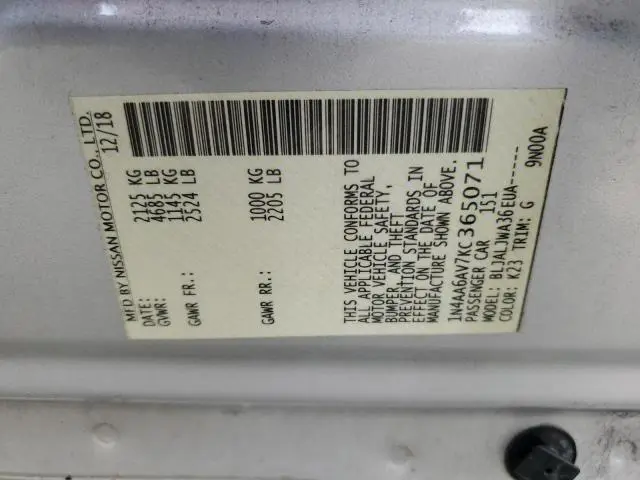 MFD BY NISSAN MOTOR CO., LTD.
DATE: 12/18
GVWR: 2125 KG
4685 LB
GAWR FR.: 1145 KG
2524 LB
GAWR RR.: 1000 KG
2205 LB
THIS VEHICLE CONFORMS TO
ALL APPLICABLE FEDERAL
MOTOR VEHICLE SAFETY,
BUMPER, AND THEFT
PREVENTION STANDARDS IN
EFFECT ON THE DATE OF
MANUFACTURE SHOWN ABOVE.
1N4AA6AV7KC365071
PASSENGER CAR 151
MODEL: BLJALJWA36EUA------
COLOR: K23 TRIM: G 9N00A